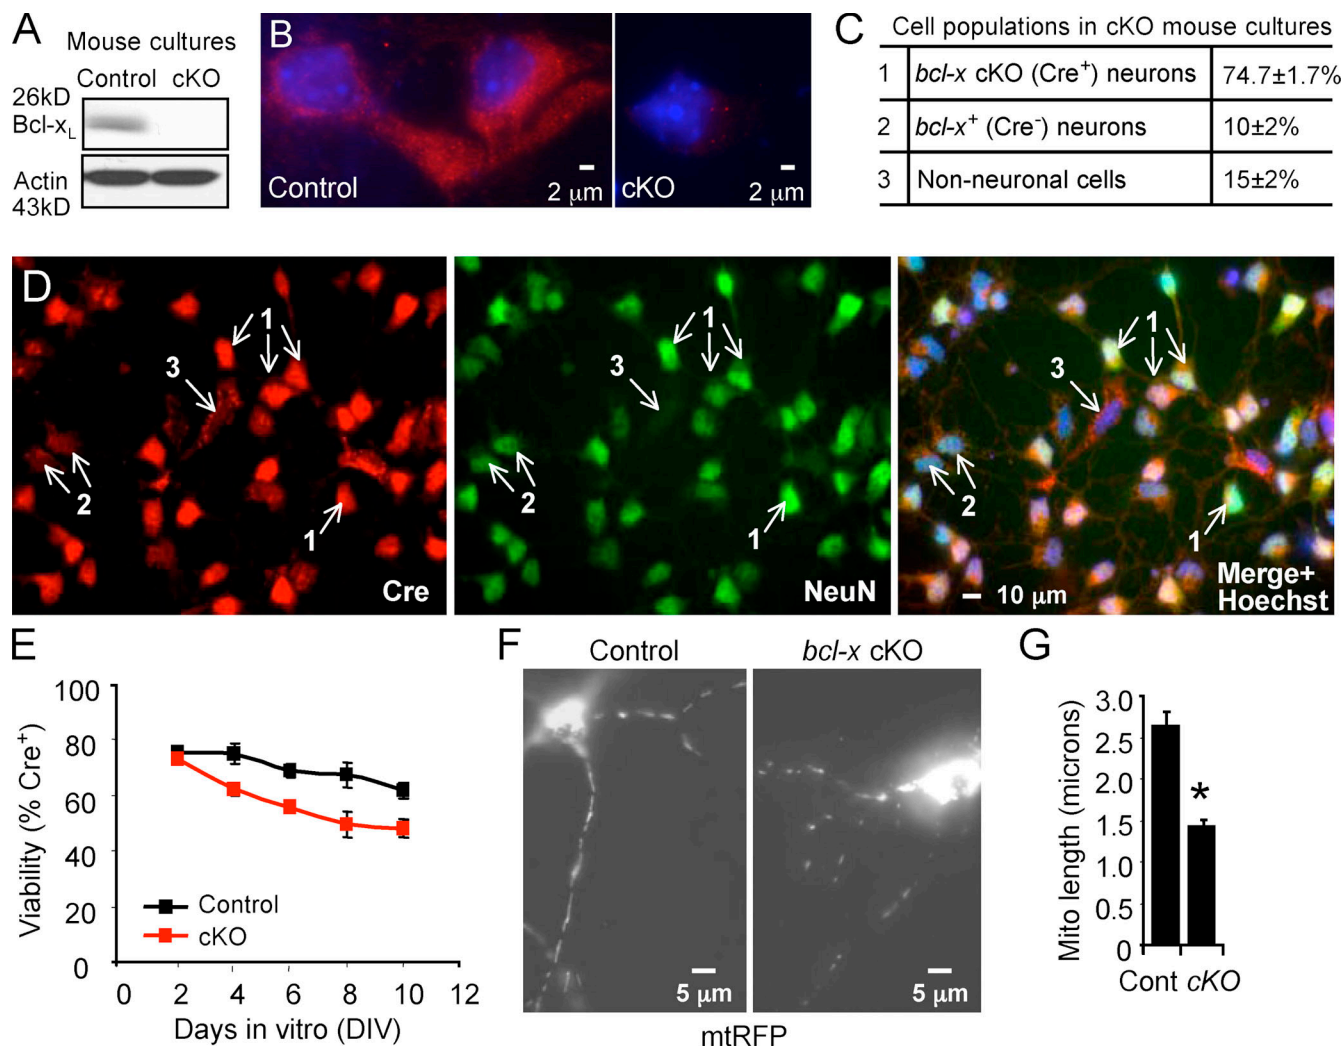 A
Mouse cultures
Control cKO
26kD
Bcl-xL
Actin
43kD
B
Control
2 μm
cKO
2 μm
C
Cell populations in cKO mouse cultures
1 bcl-x cKO (Cre+) neurons 74.7±1.7%
2 bcl-x+ (Cre-) neurons 10±2%
3 Non-neuronal cells 15±2%
D
1
3
2
1
Cre
1
3
2
1
NeuN
1
3
2
1
Merge+
Hoechst
10 μm
E
Viability (% Cre+)
100
80
60
40
20
0
Control
cKO
0 2 4 6 8 10 12
Days in vitro (DIV)
F
Control
bcl-x cKO
5 μm
5 μm
mtRFP
G
Mito length (microns)
3.0
2.5
2.0
1.5
1.0
0.5
0
*
Cont cKO